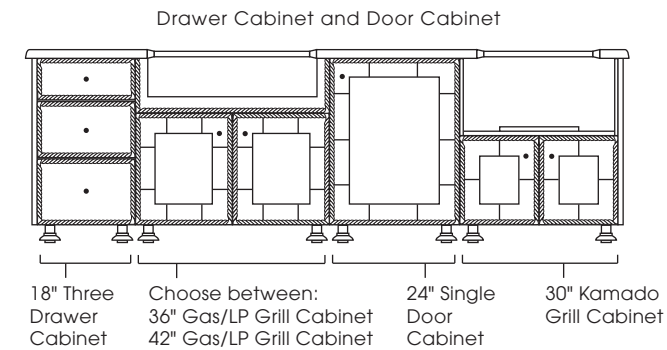 Drawer Cabinet and Door Cabinet
18" Three
Drawer
Cabinet
Choose between:
36" Gas/LP Grill Cabinet
42" Gas/LP Grill Cabinet
24" Single
Door
Cabinet
30" Kamado
Grill Cabinet